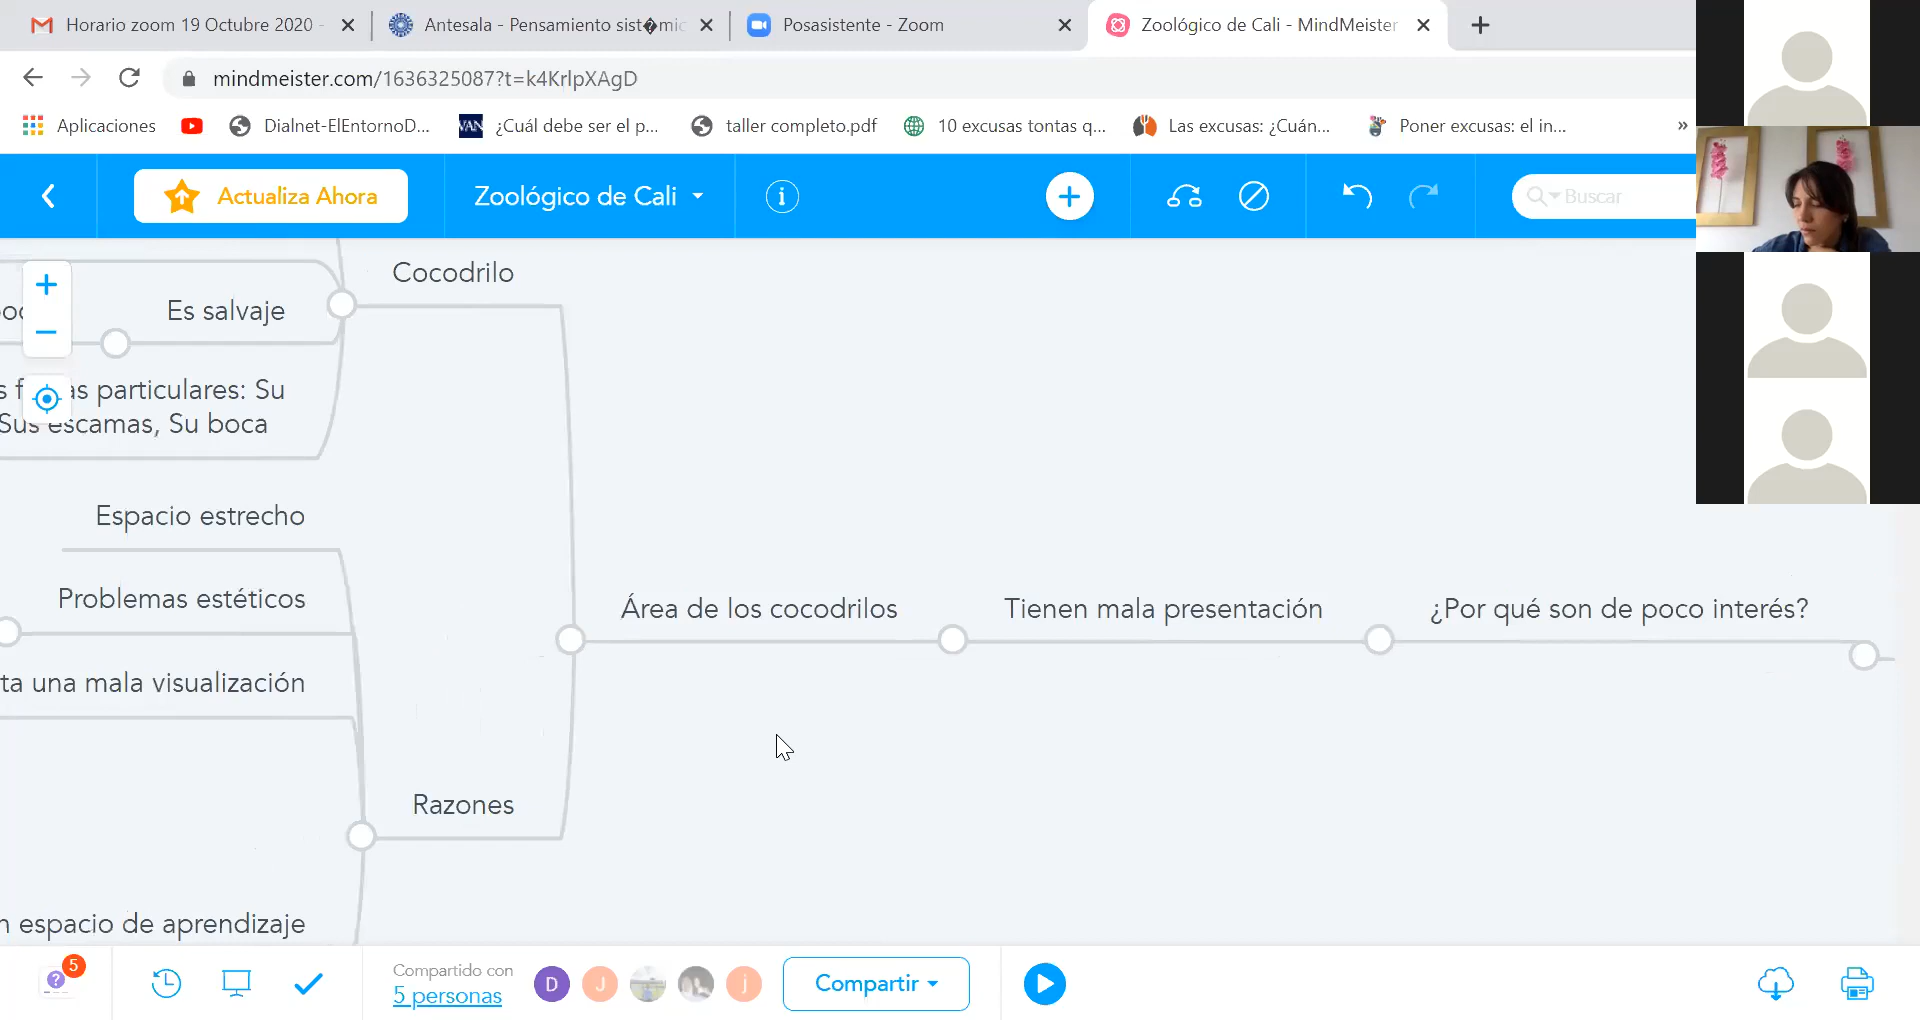 Horario zoom 19 Octubre 2020 -
Antesala - Pensamiento sist�mic
Posasistente - Zoom
Zoológico de Cali - MindMeister
mindmeister.com/1636325087?t=k4KrlpXAgD
Aplicaciones
Dialnet-ElEntornoD...
VAN
¿Cuál debe ser el p...
taller completo.pdf
10 excusas tontas q...
Las excusas: ¿Cuán...
Poner excusas: el in...
»
Actualiza Ahora
Zoológico de Cali
Buscar
Cocodrilo
Es salvaje
particulares: Su
Sus escamas, Su boca
Espacio estrecho
Problemas estéticos
una mala visualización
Área de los cocodrilos
Tienen mala presentación
¿Por qué son de poco interés?
Razones
espacio de aprendizaje
5
?
Compartido con
5 personas
D
J
j
Compartir